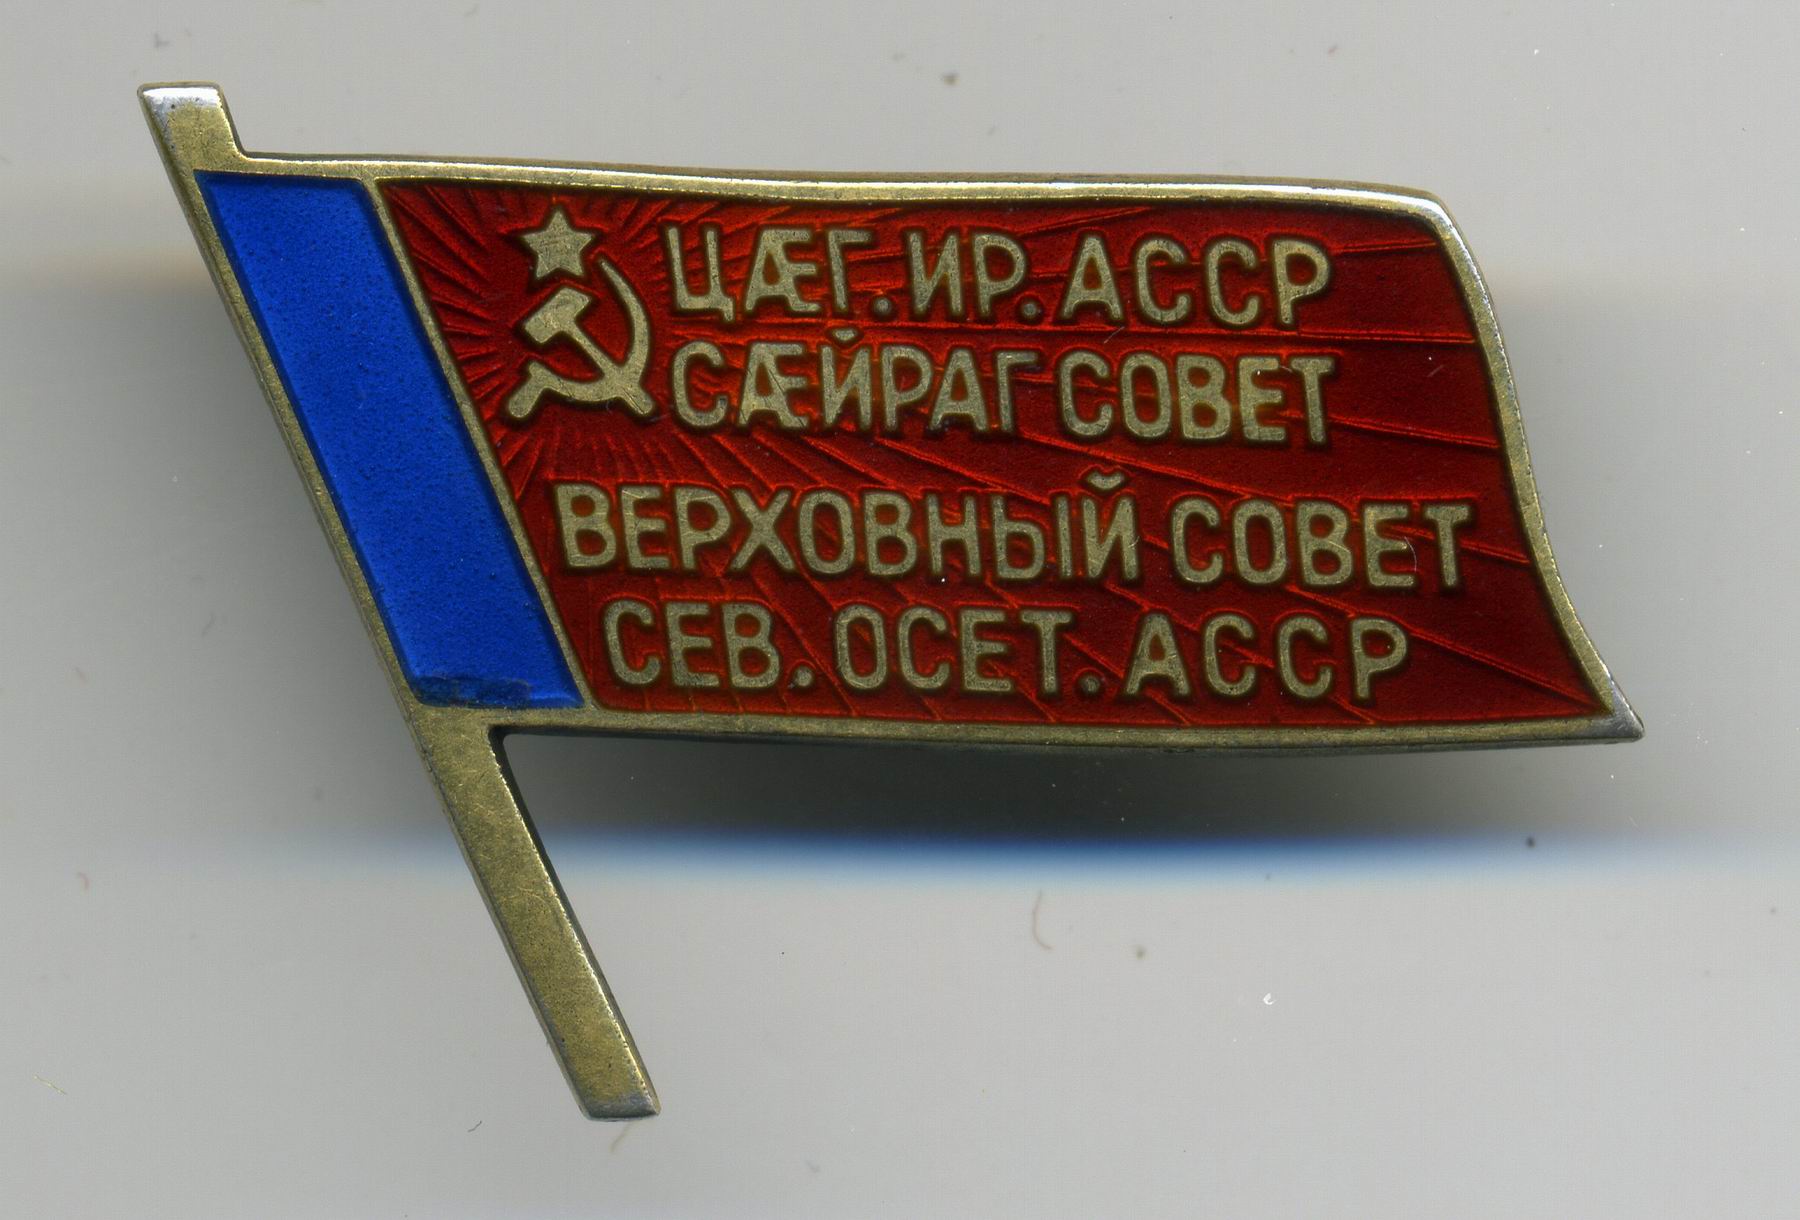 ЦÆГ. ИР. АССР
СÆЙРАГ СОВЕТ
ВЕРХОВНЫЙ СОВЕТ
СЕВ. ОСЕТ. АССР